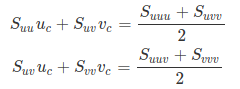 $S_{uu}u_c + S_{uv}v_c = \frac{S_{uuu} + S_{uvv}}{2}$
$S_{uv}u_c + S_{vv}v_c = \frac{S_{uuv} + S_{vvv}}{2}$